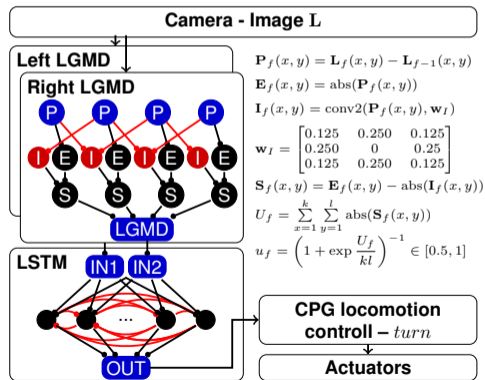 Camera - Image L
Left LGMD
Right LGMD
P P P P
I E I E I E I E
S S S S
LGMD
LSTM
IN1 IN2
...
OUT
P_f(x, y) = L_f(x, y) − L_{f−1}(x, y)
E_f(x, y) = abs(P_f(x, y))
I_f(x, y) = conv2(P_f(x, y), w_I)
w_I = [0.125 0.250 0.125
0.250 0 0.25
0.125 0.250 0.125]
S_f(x, y) = E_f(x, y) − abs(I_f(x, y))
U_f = ∑_{x=1}^{k} ∑_{y=1}^{l} abs(S_f(x, y))
u_f = (1 + exp U_f/kl)^{−1} ∈ [0.5, 1]
CPG locomotion
controll – turn
Actuators